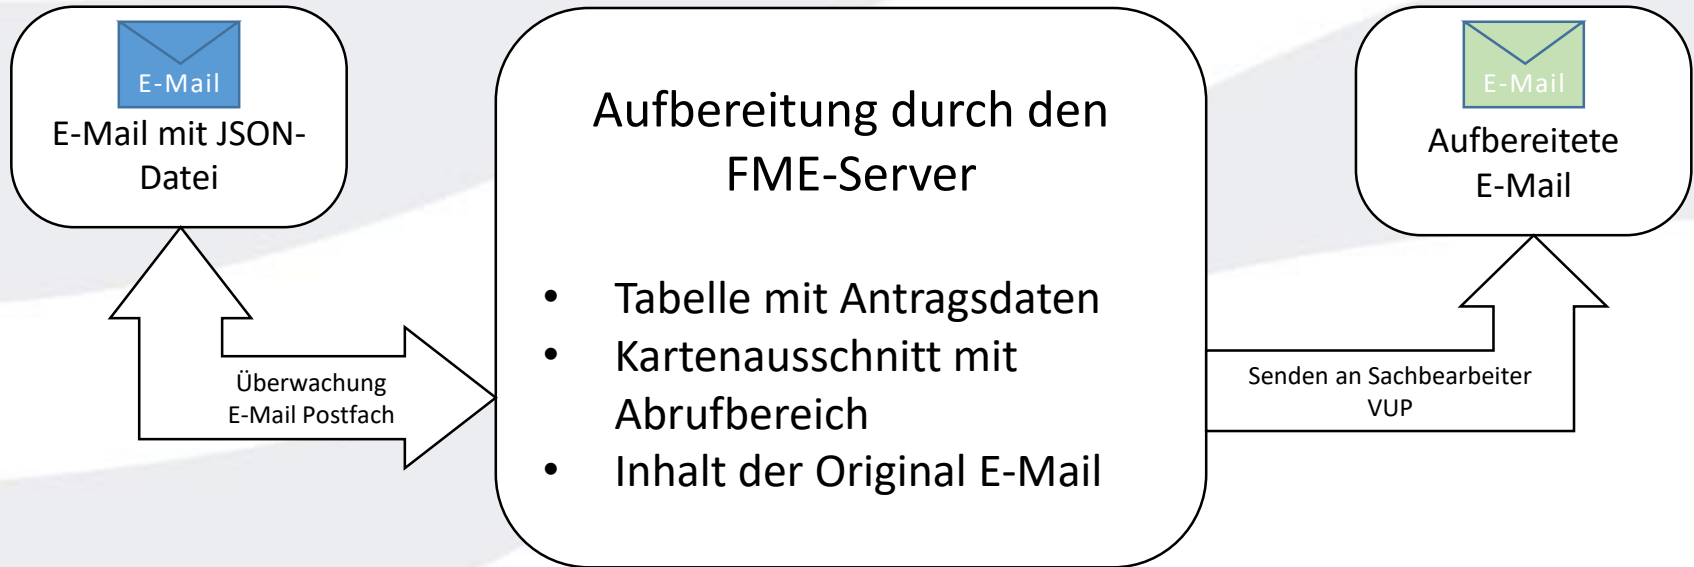 E-Mail
E-Mail mit JSON-
Datei
Überwachung
E-Mail Postfach
Aufbereitung durch den
FME-Server
• Tabelle mit Antragsdaten
• Kartenausschnitt mit
Abrufbereich
• Inhalt der Original E-Mail
Senden an Sachbearbeiter
VUP
E-Mail
Aufbereitete
E-Mail